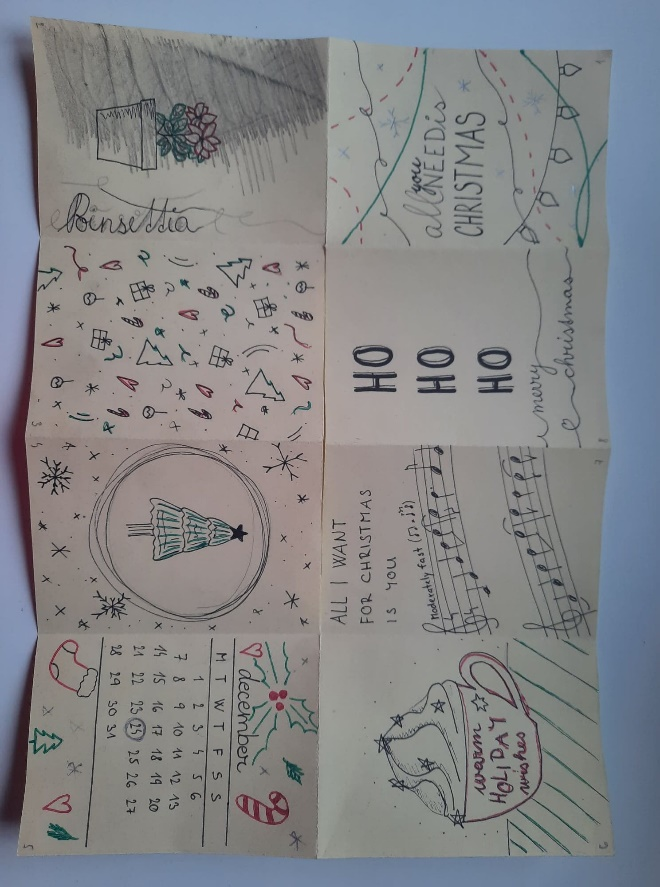 Poinsettia
all you NEED is
CHRISTMAS
HO
HO
HO
merry
christmas
ALL I WANT
FOR CHRISTMAS
IS YOU
Moderately fast
december
M T W T F S S
1 2 3 4 5 6
7 8 9 10 11 12 13
14 15 16 17 18 19 20
21 22 23 24 25 26 27
28 29 30 31
warm
HOLIDAY
wishes